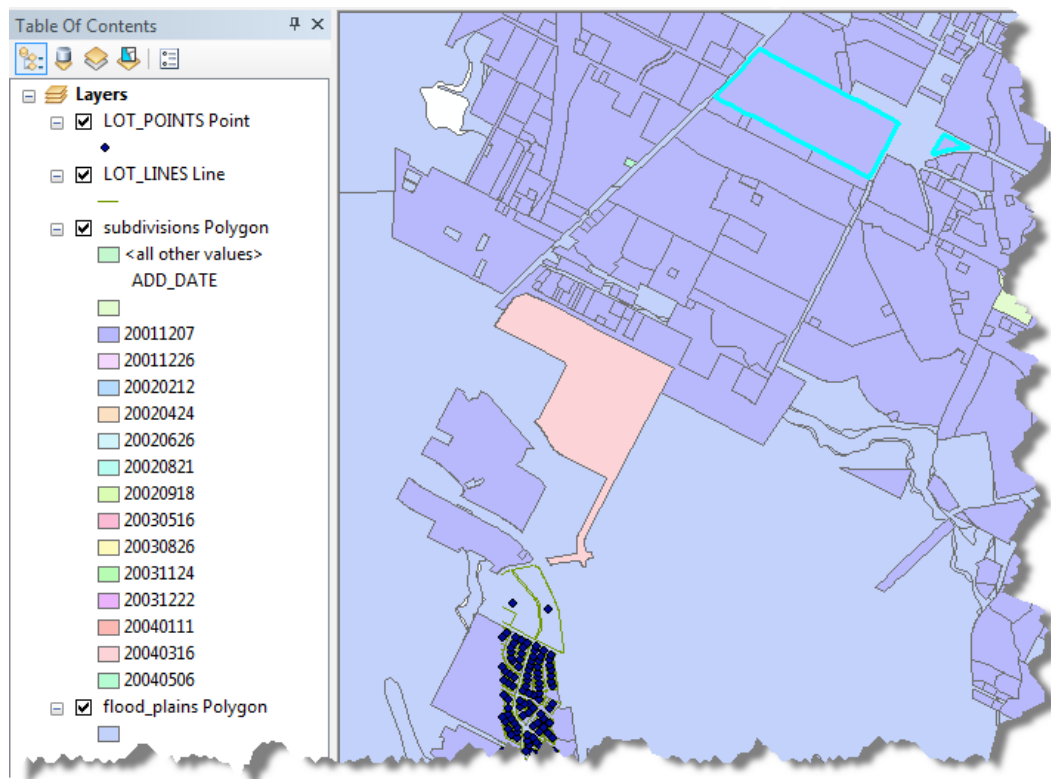 Table Of Contents
Layers
LOT_POINTS Point
LOT_LINES Line
subdivisions Polygon
<all other values>
ADD_DATE
20011207
20011226
20020212
20020424
20020626
20020821
20020918
20030516
20030826
20031124
20031222
20040111
20040316
20040506
flood_plains Polygon